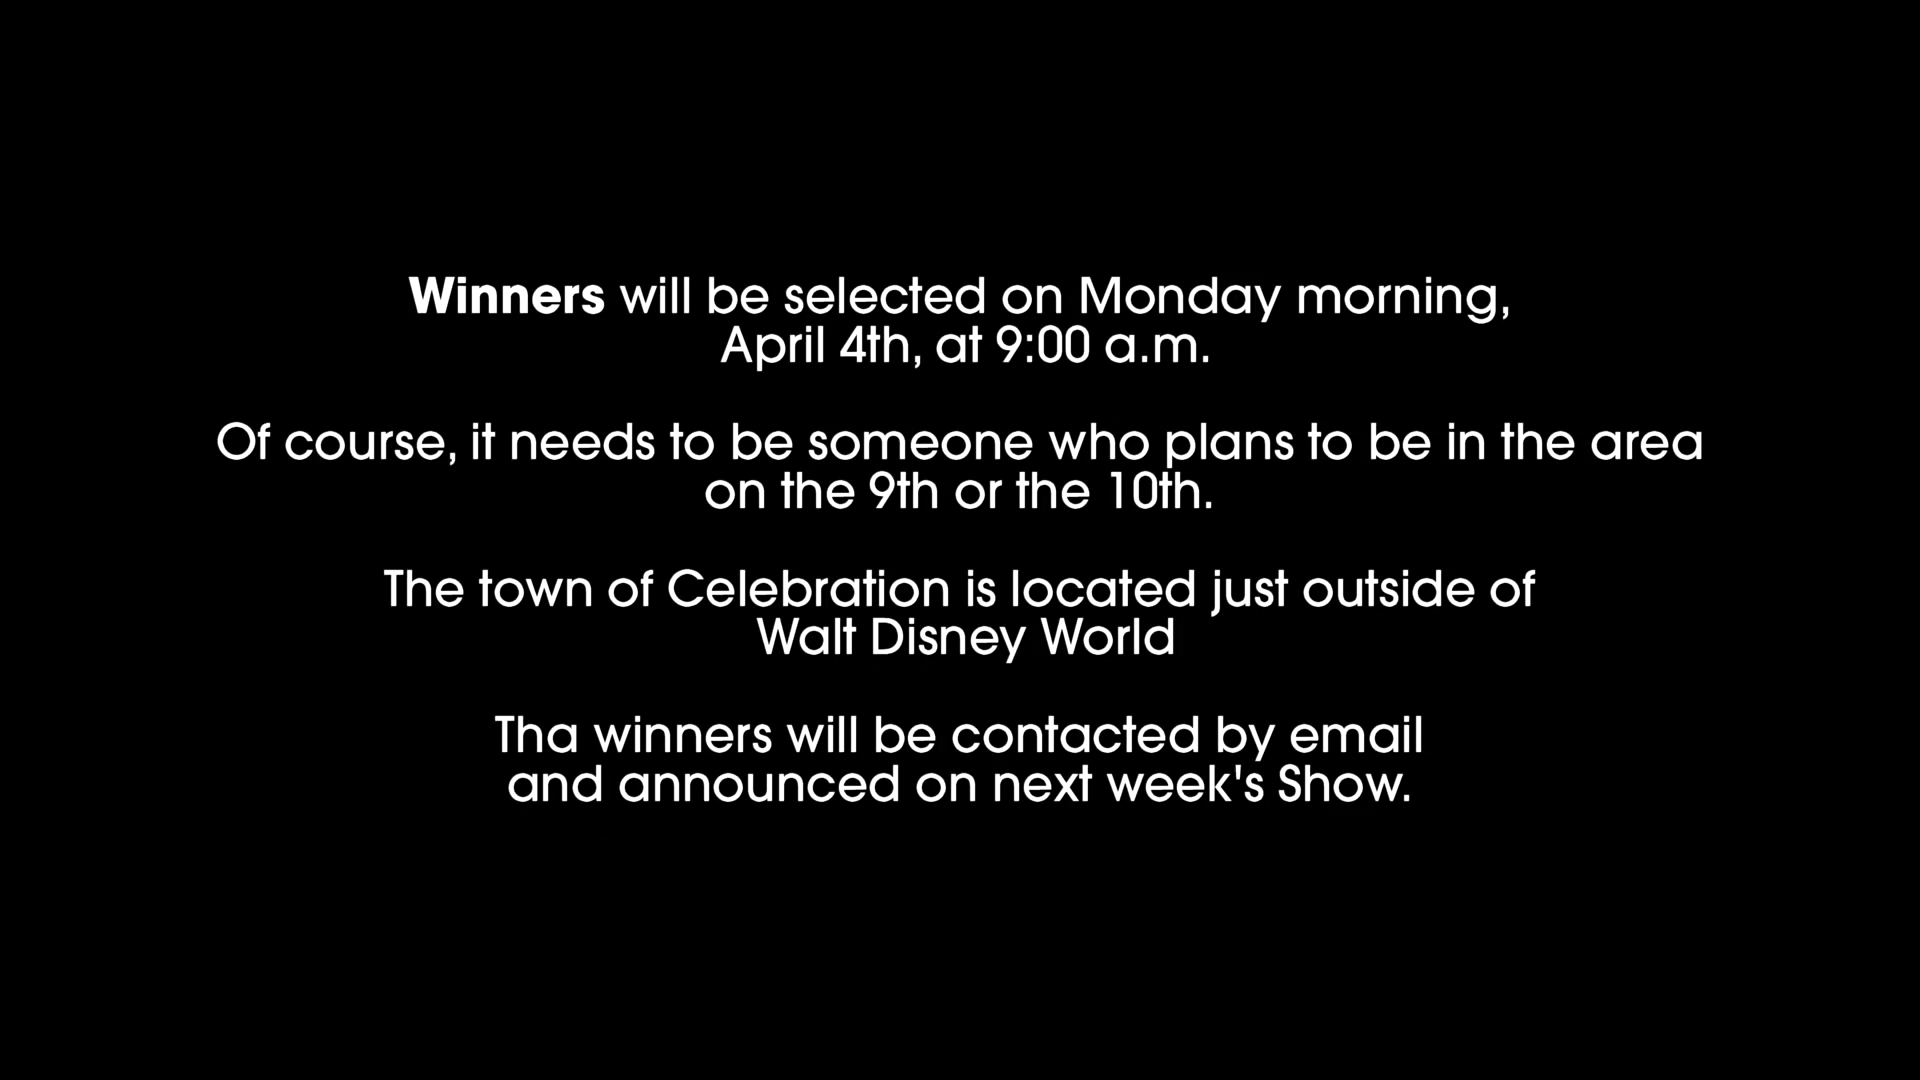 Winners will be selected on Monday morning,
April 4th, at 9:00 a.m.
Of course, it needs to be someone who plans to be in the area
on the 9th or the 10th.
The town of Celebration is located just outside of
Walt Disney World
Tha winners will be contacted by email
and announced on next week's Show.